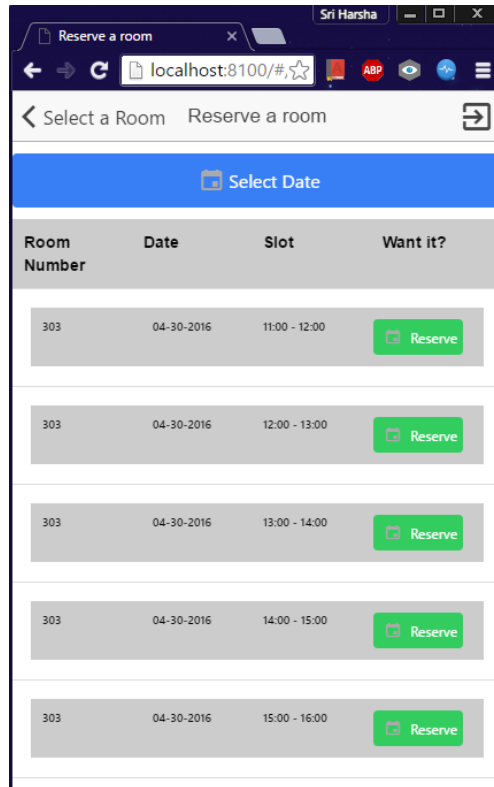 Sri Harsha
Reserve a room
localhost:8100/#,
ABP
Select a Room Reserve a room
Select Date
Room Number Date Slot Want it?
303 04-30-2016 11:00 - 12:00 Reserve
303 04-30-2016 12:00 - 13:00 Reserve
303 04-30-2016 13:00 - 14:00 Reserve
303 04-30-2016 14:00 - 15:00 Reserve
303 04-30-2016 15:00 - 16:00 Reserve